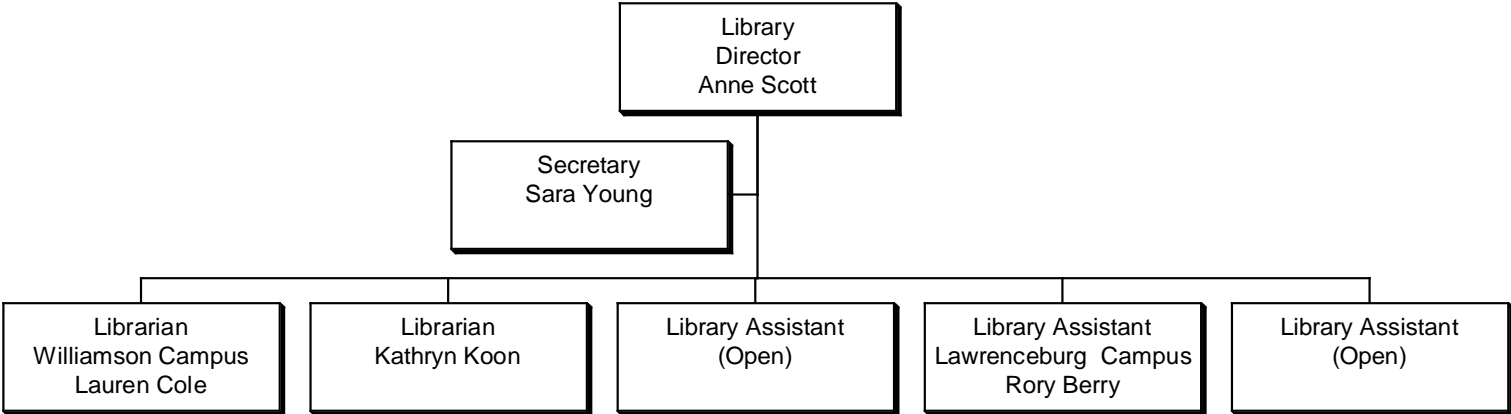 Library
Director
Anne Scott
Secretary
Sara Young
Librarian
Williamson Campus
Lauren Cole
Librarian
Kathryn Koon
Library Assistant
(Open)
Library Assistant
Lawrenceburg Campus
Rory Berry
Library Assistant
(Open)